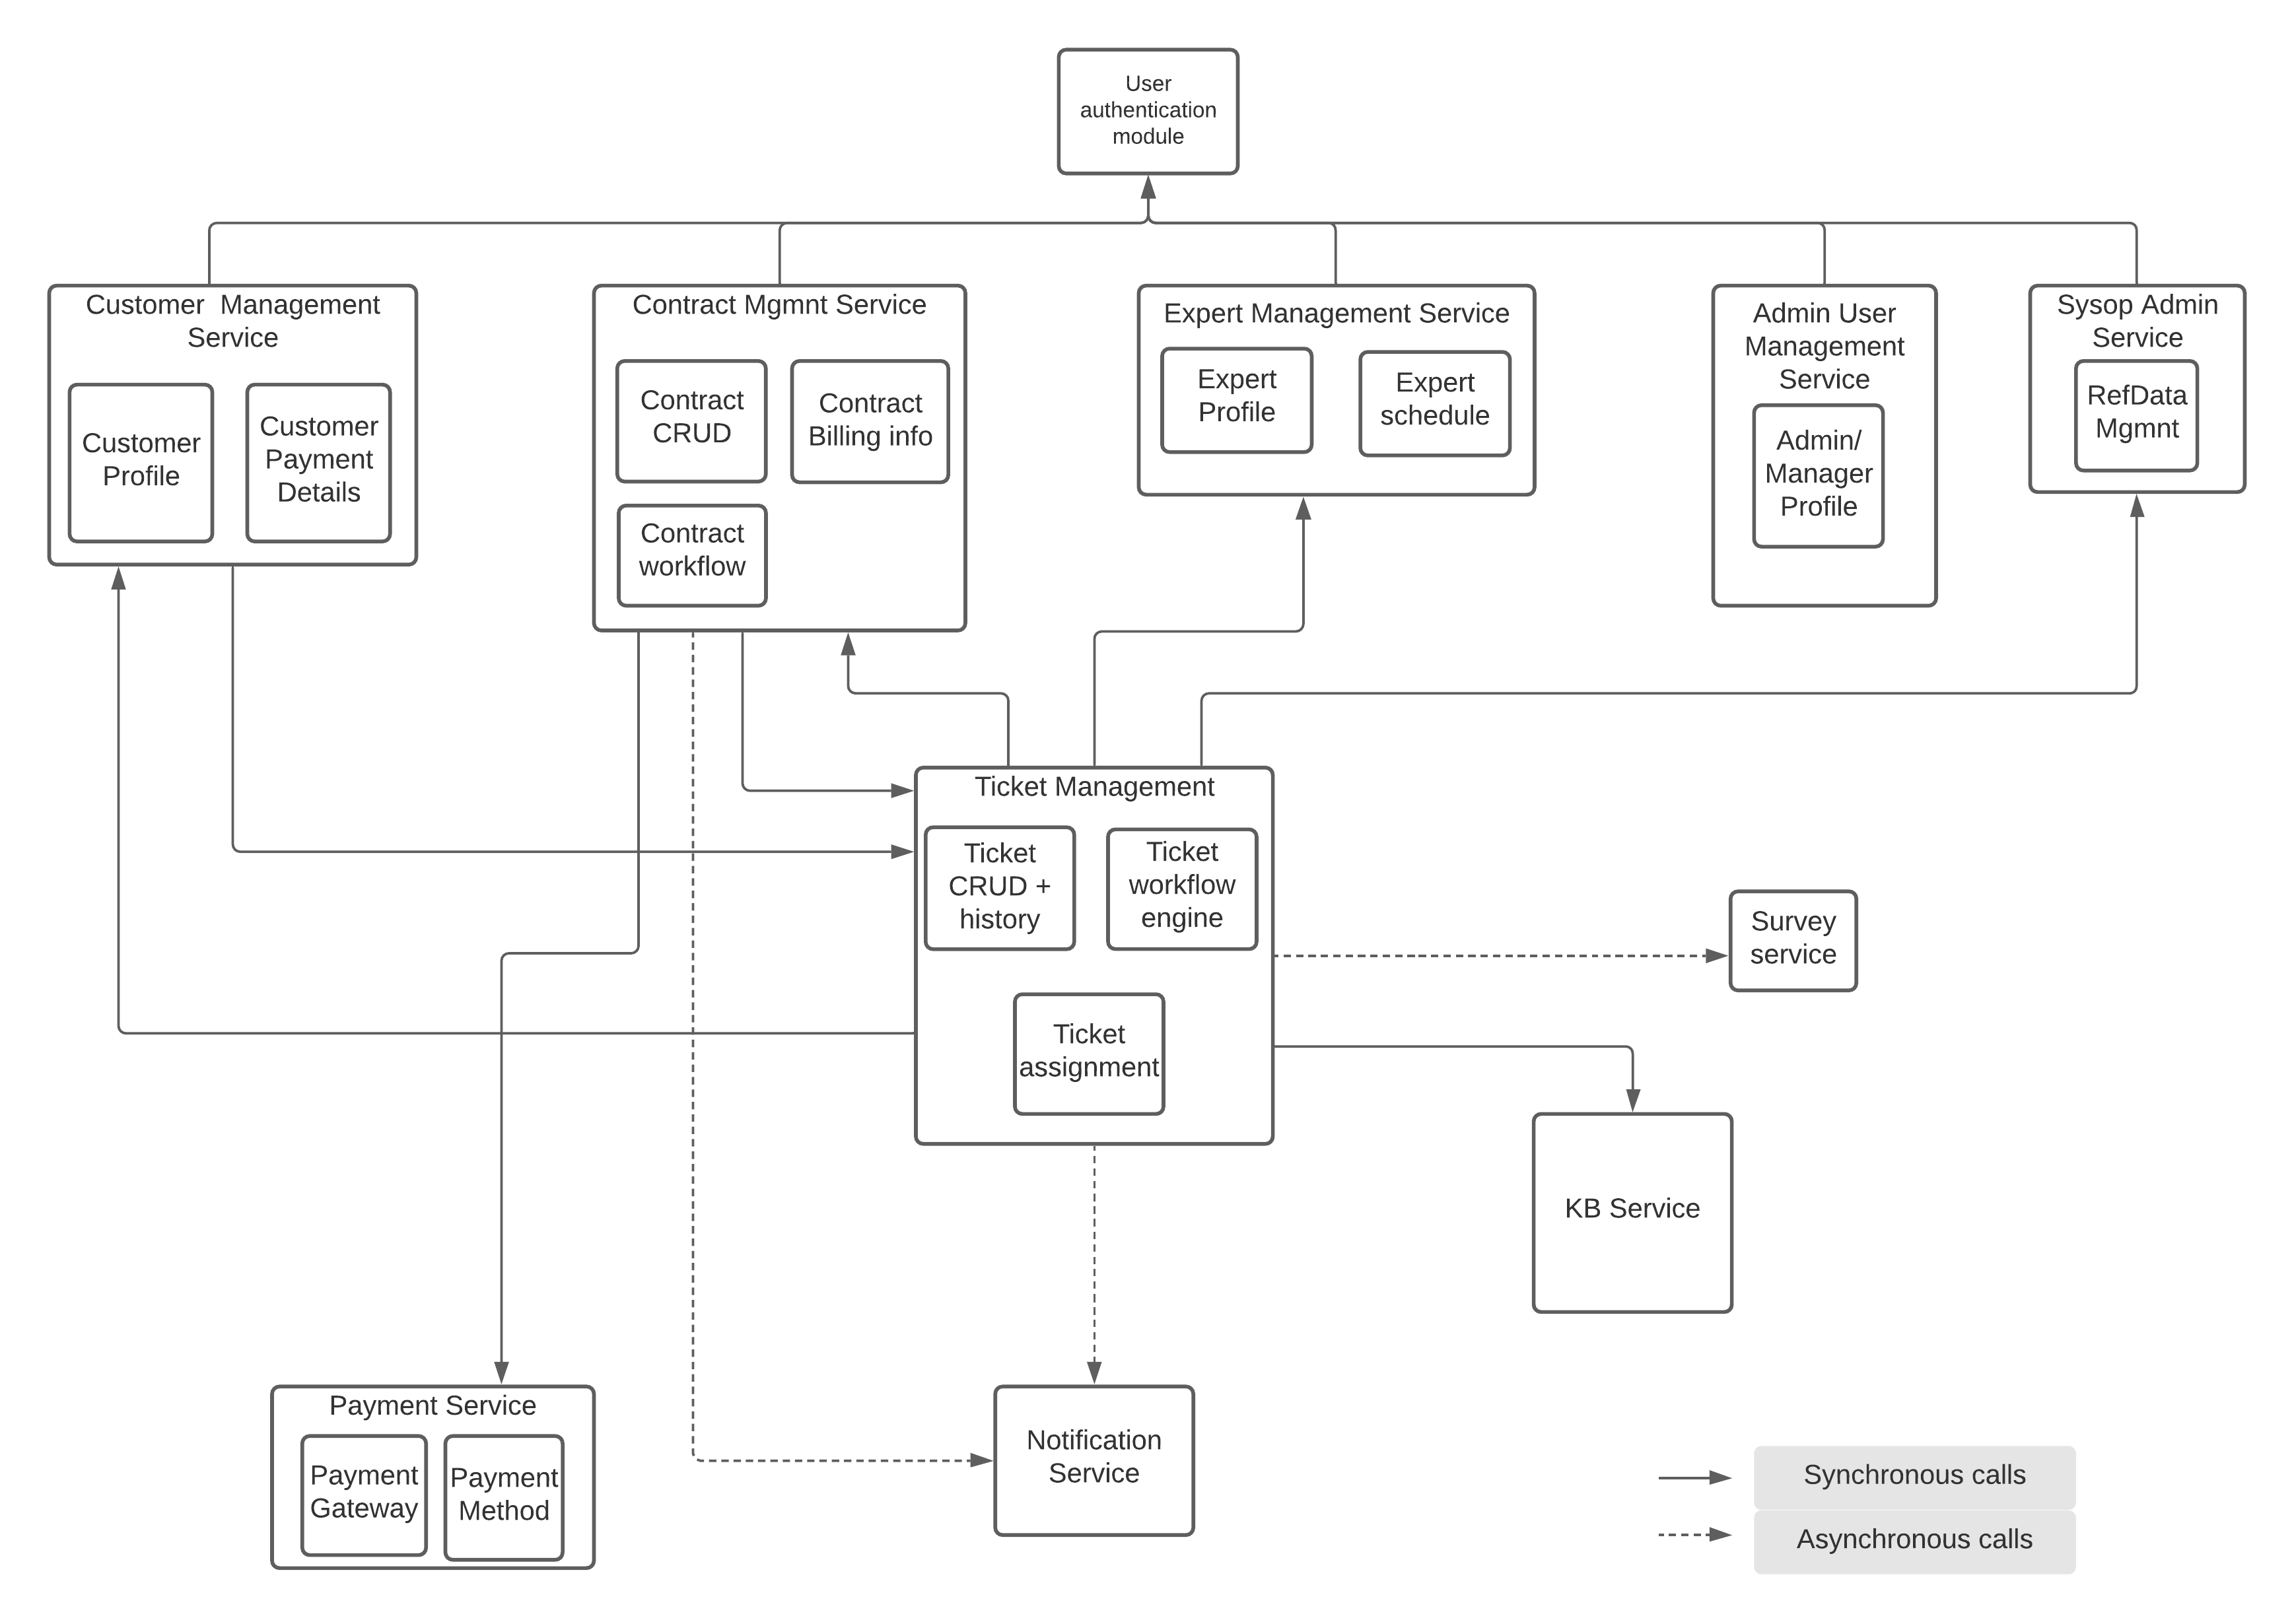 User
authentication
module
Customer  Management
Service
Customer
Profile
Customer
Payment
Details
Contract Mgmnt Service
Contract
CRUD
Contract
Billing info
Contract
workflow
Expert Management Service
Expert
Profile
Expert
schedule
Admin User
Management
Service
Admin/
Manager
Profile
Sysop Admin
Service
RefData
Mgmnt
Ticket Management
Ticket
CRUD +
history
Ticket
workflow
engine
Ticket
assignment
Survey
service
KB Service
Payment Service
Payment
Gateway
Payment
Method
Notification
Service
Synchronous calls
Asynchronous calls